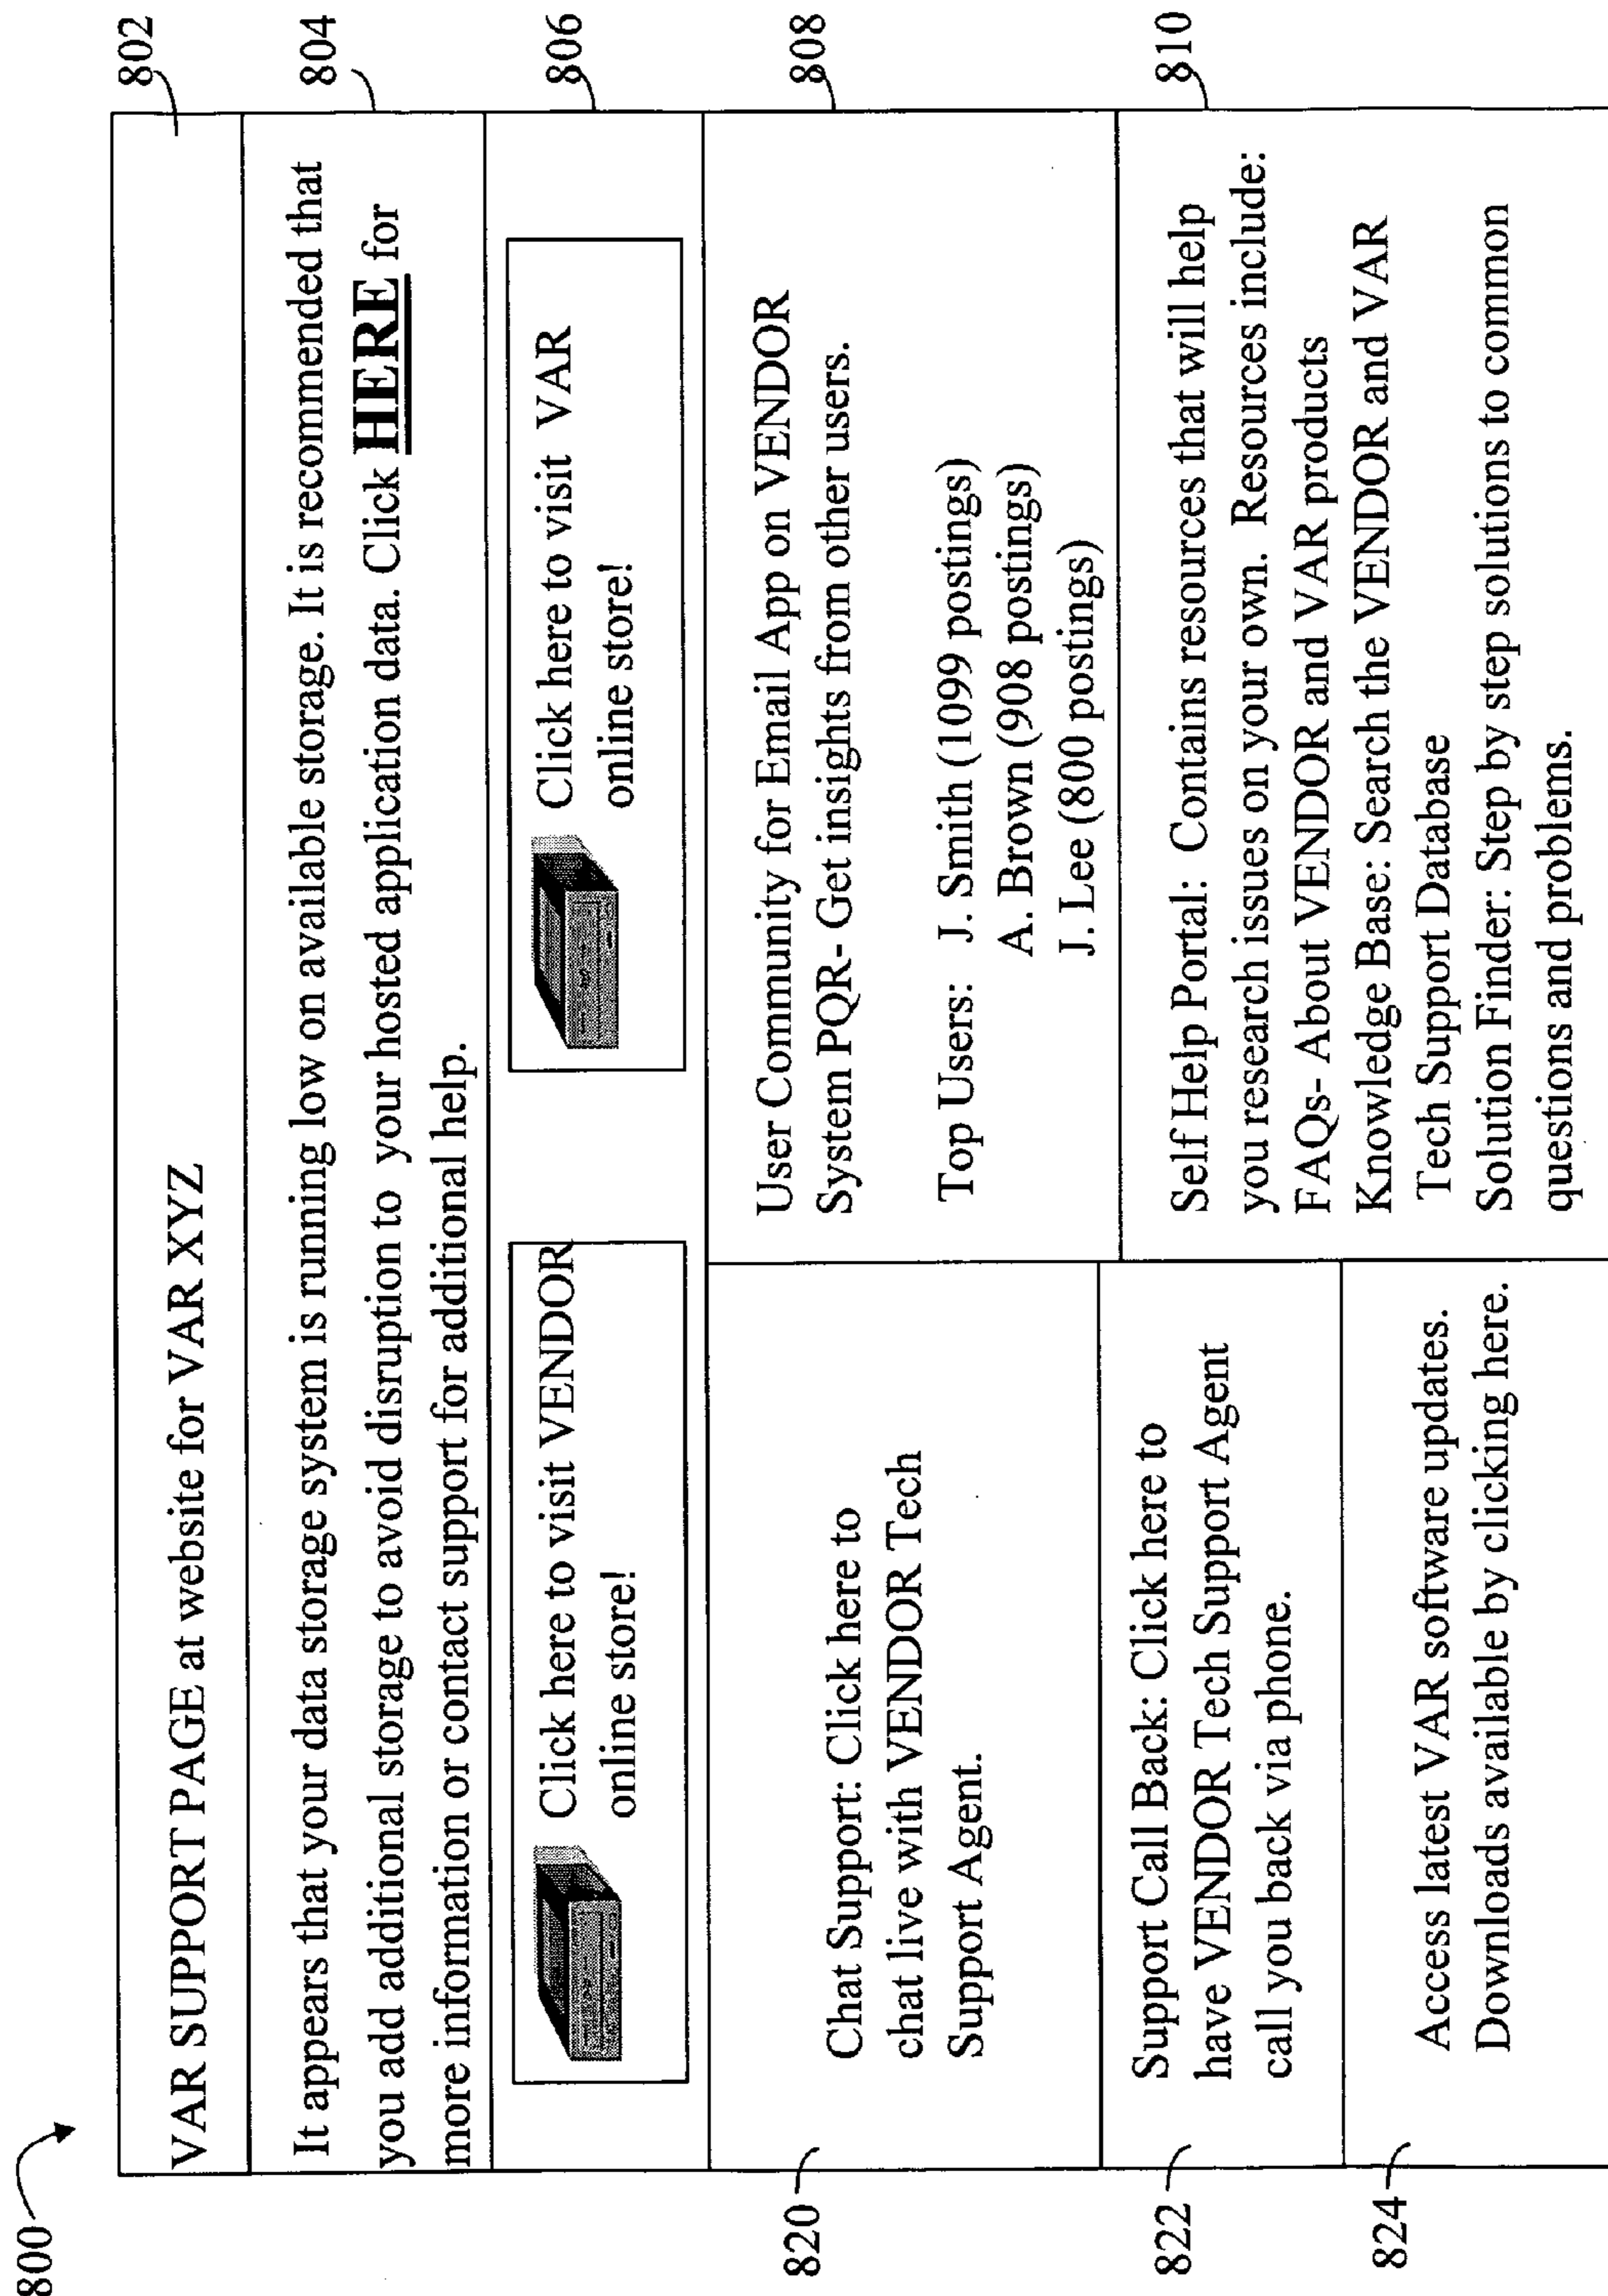 800
802
VAR SUPPORT PAGE at website for VAR XYZ
804
It appears that your data storage system is running low on available storage. It is recommended that
you add additional storage to avoid disruption to your hosted application data. Click HERE for
more information or contact support for additional help.
806
Click here to visit VENDOR
online store!
Click here to visit VAR
online store!
820
Chat Support: Click here to
chat live with VENDOR Tech
Support Agent.
808
User Community for Email App on VENDOR
System PQR- Get insights from other users.
Top Users: J. Smith (1099 postings)
A. Brown (908 postings)
J. Lee (800 postings)
822
Support Call Back: Click here to
have VENDOR Tech Support Agent
call you back via phone.
824
Access latest VAR software updates.
Downloads available by clicking here.
810
Self Help Portal: Contains resources that will help
you research issues on your own. Resources include:
FAQs- About VENDOR and VAR products
Knowledge Base: Search the VENDOR and VAR
Tech Support Database
Solution Finder: Step by step solutions to common
questions and problems.